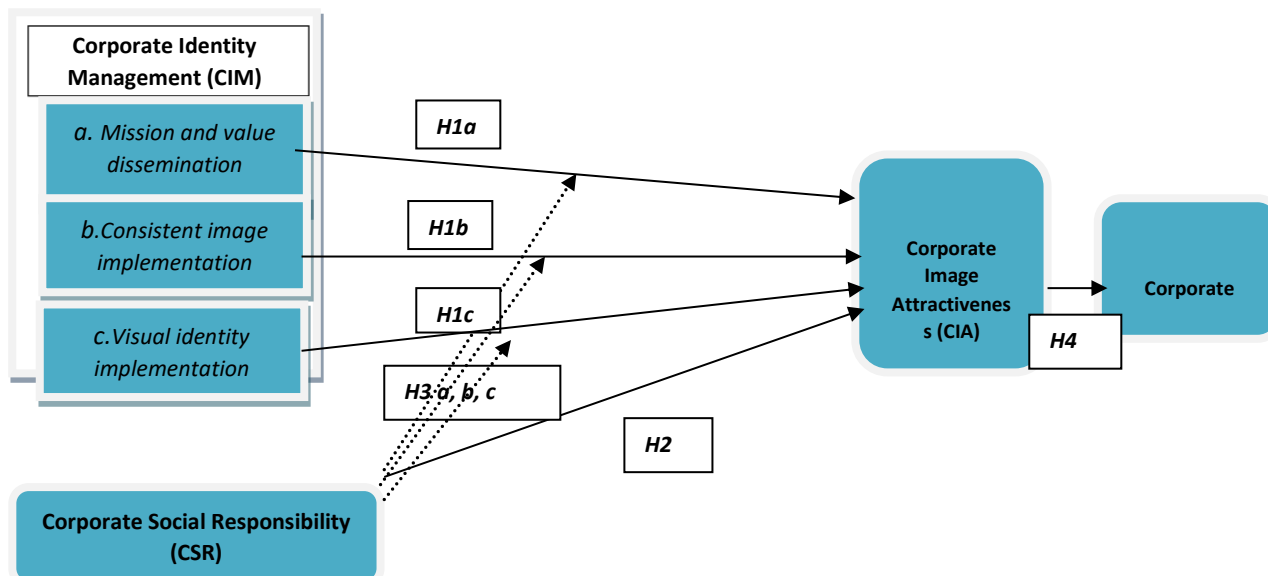 Corporate Identity
Management (CIM)
a. Mission and value
dissemination
b.Consistent image
implementation
c.Visual identity
implementation
H1a
H1b
H1c
H3 a, b, c
H2
Corporate Social Responsibility
(CSR)
Corporate
Image
Attractivenes
s (CIA)
H4
Corporate